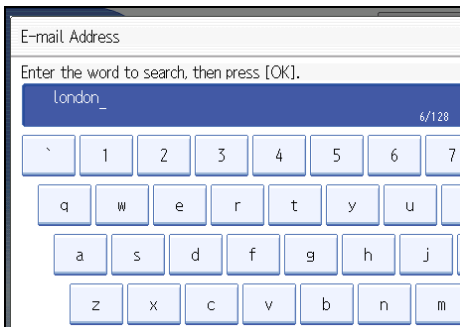 E-mail Address
Enter the word to search, then press [OK].
london_
6/128
` 1 2 3 4 5 6 7
q w e r t y u
a s d f g h j
z x c v b n m